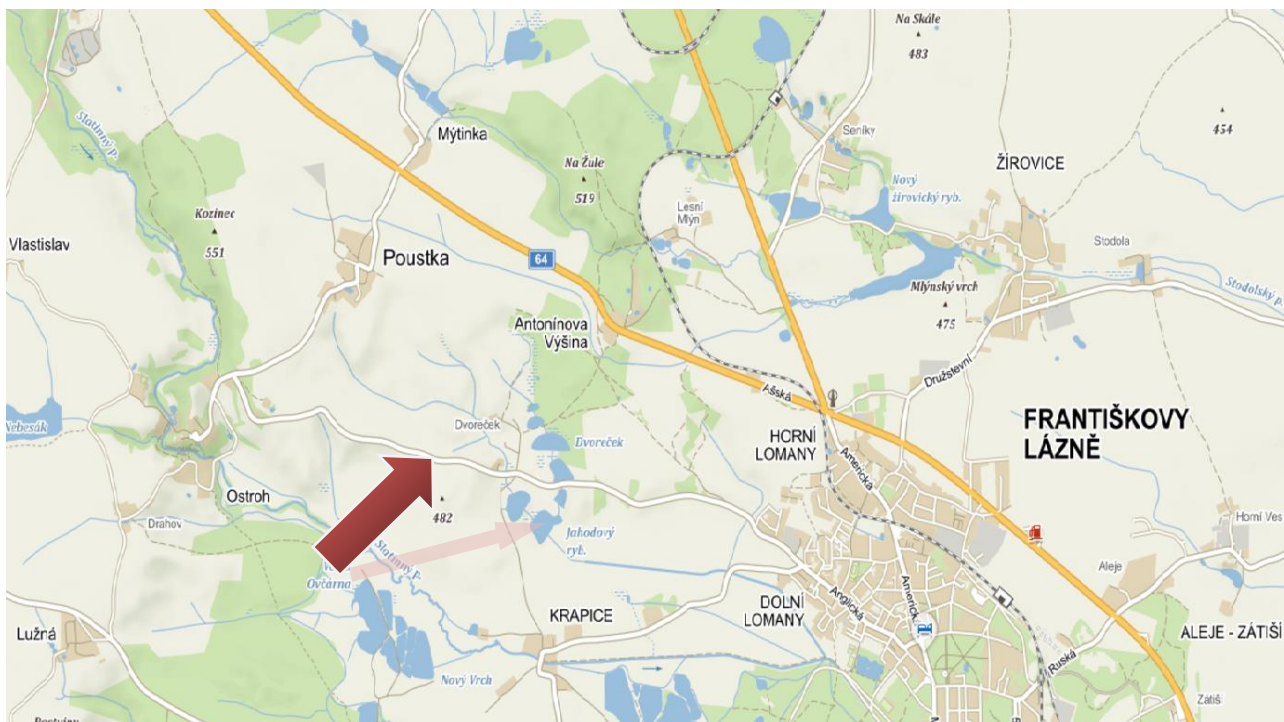 Na Skále
483
Slatinný p.
Mýtinka
Na Žule
519
Seníky
454
ŽÍROVICE
Nový
žírovický ryb.
Lesní
Mlýn
Kozinec
551
Vlastislav
Poustka
64
Stodola
Mlýnský vrch
475
Stodolský p.
Antonínova
Výšina
Družstevní
Ašská
FRANTIŠKOVY
LÁZNĚ
Nebesák
Dvoreček
Dvoreček
HORNÍ
LOMANY
Americká
Ostroh
482
Drahov
Jahodový
ryb.
Horní Ves
Slatinný p.
Ovčárna
Aleje
KRAPICE
DOLNÍ
LOMANY
Anglická
Americká
Lužná
ALEJE - ZÁTIŠÍ
Ruská
Nový Vrch
Zátiší